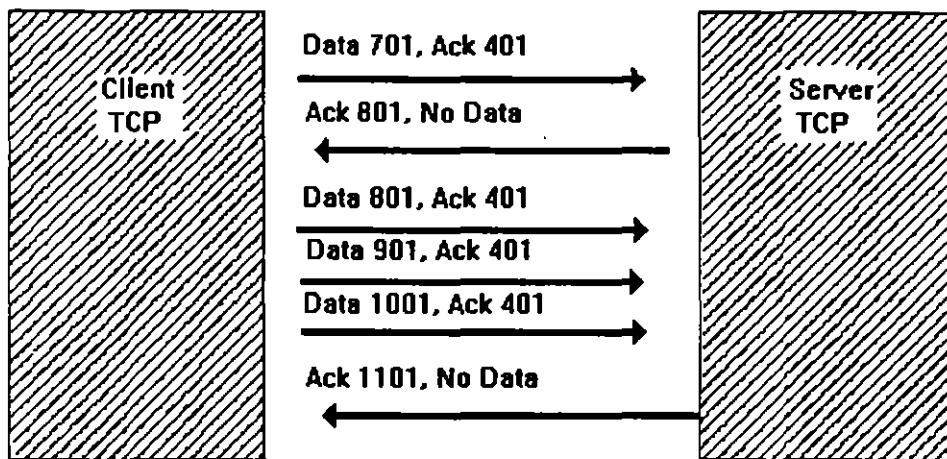 Data 701, Ack 401
Client
TCP
Server
TCP
Ack 801, No Data
Data 801, Ack 401
Data 901, Ack 401
Data 1001, Ack 401
Ack 1101, No Data